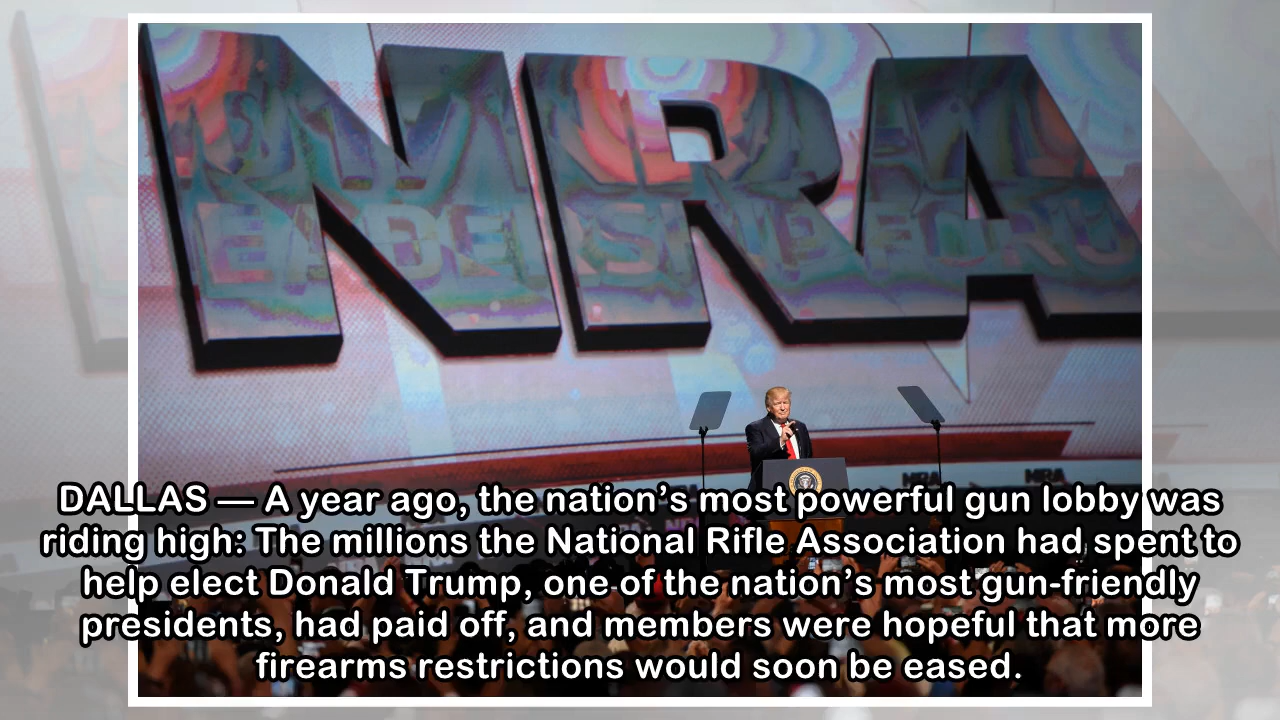 NRA
NRA
NRA
DALLAS — A year ago, the nation’s most powerful gun lobby was
riding high: The millions the National Rifle Association had spent to
help elect Donald Trump, one of the nation’s most gun-friendly
presidents, had paid off, and members were hopeful that more
firearms restrictions would soon be eased.